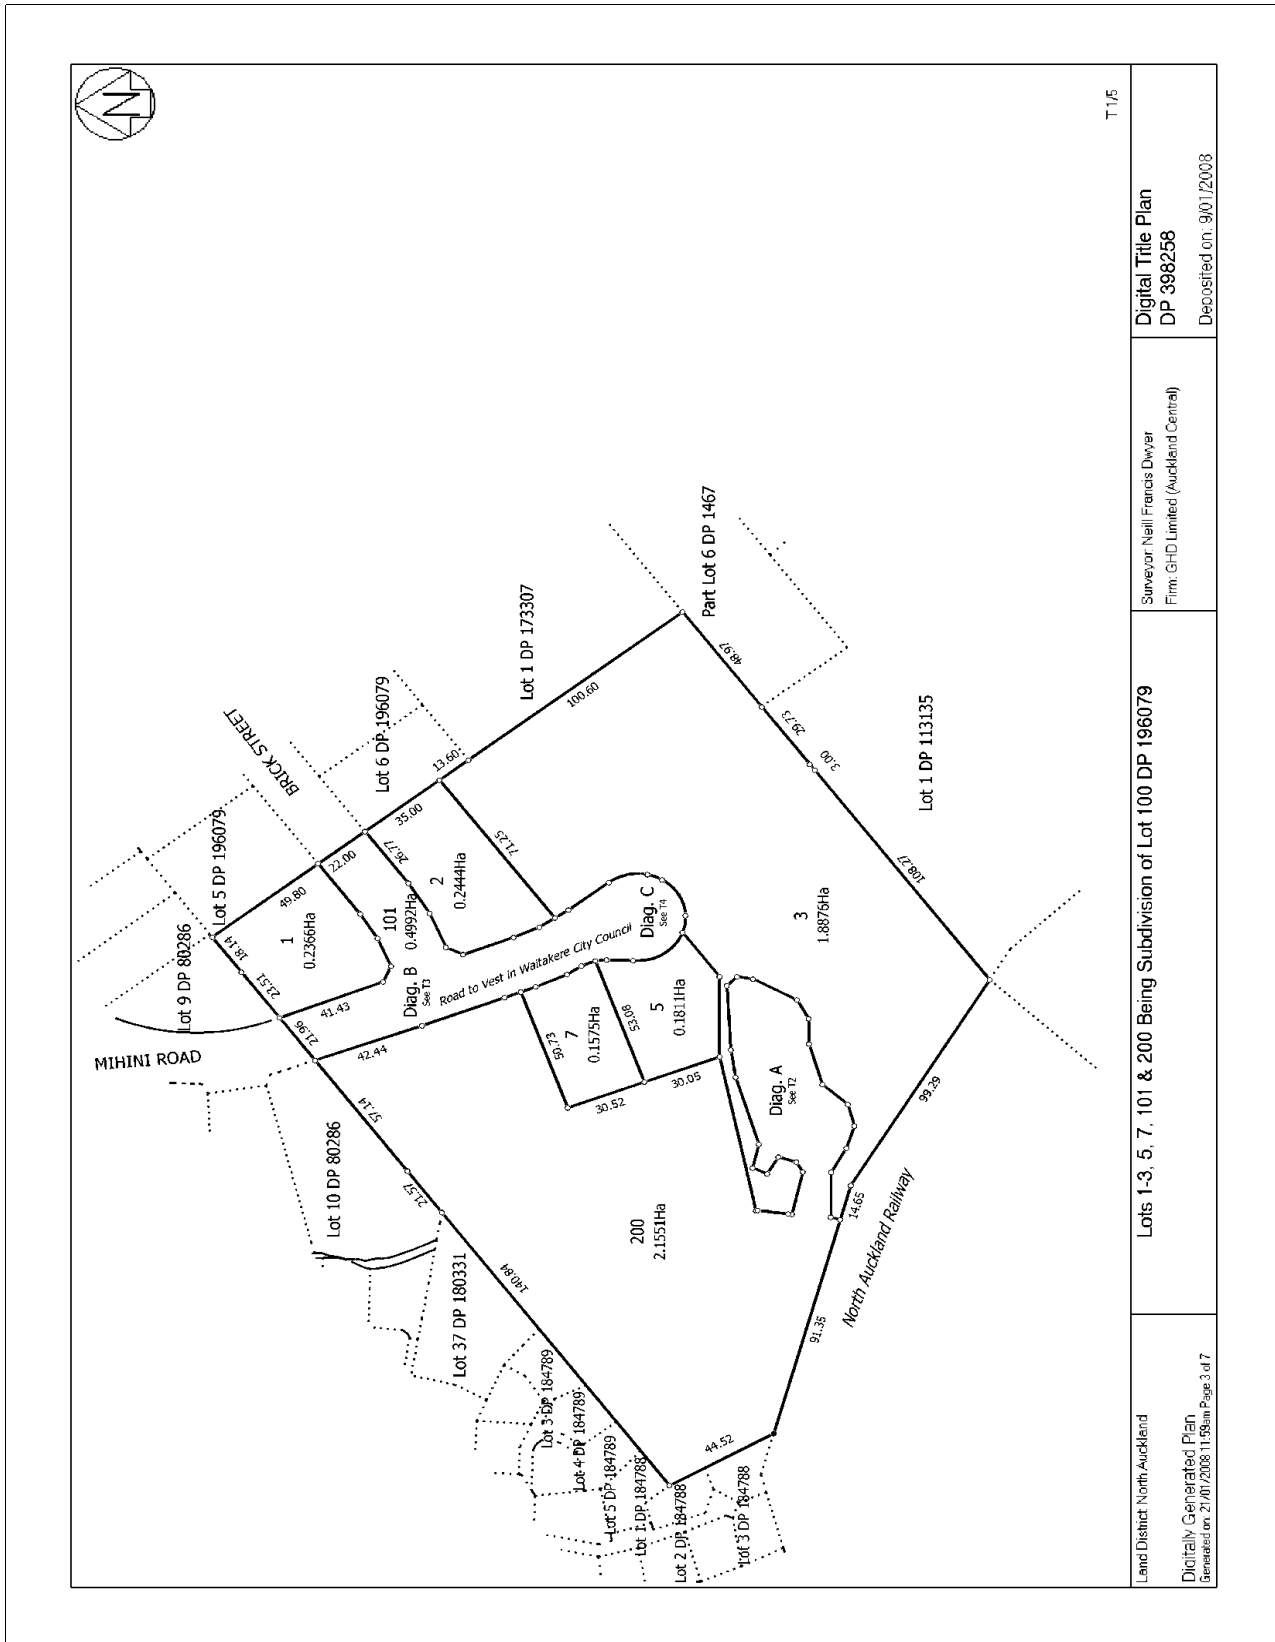 N
T 1/5
MIHINI ROAD
Lot 9 DP 80286
Lot 5 DP 196079
BRICK STREET
Lot 6 DP 196079
Lot 1 DP 173307
Part Lot 6 DP 1467
Lot 1 DP 113135
North Auckland Railway
Lot 10 DP 80286
Lot 37 DP 180331
Lot 3 DP 184789
Lot 4 DP 184789
Lot 5 DP 184789
Lot 1 DP 184788
Lot 2 DP 184788
Lot 3 DP 184788
1
0.2366Ha
101
0.4992Ha
2
0.2444Ha
Diag. B
See T3
Road to Vest in Waitakere City Council
Diag. C
See T4
7
0.1575Ha
5
0.1811Ha
3
1.8876Ha
Diag. A
See T2
200
2.1551Ha
18.14
23.51
21.96
49.80
22.00
35.00
13.60
100.60
48.97
29.73
3.00
108.27
99.29
14.65
91.35
44.52
140.84
21.57
57.14
42.44
41.43
26.77
71.25
50.73
53.08
30.52
30.05
Land District: North Auckland
Digitally Generated Plan
Generated on: 21/01/2008 11:59am Page 3 of 7
Lots 1-3, 5, 7, 101 & 200 Being Subdivision of Lot 100 DP 196079
Surveyor: Neill Francis Dwyer
Firm: GHD Limited (Auckland Central)
Digital Title Plan
DP 398258
Deposited on: 9/01/2008